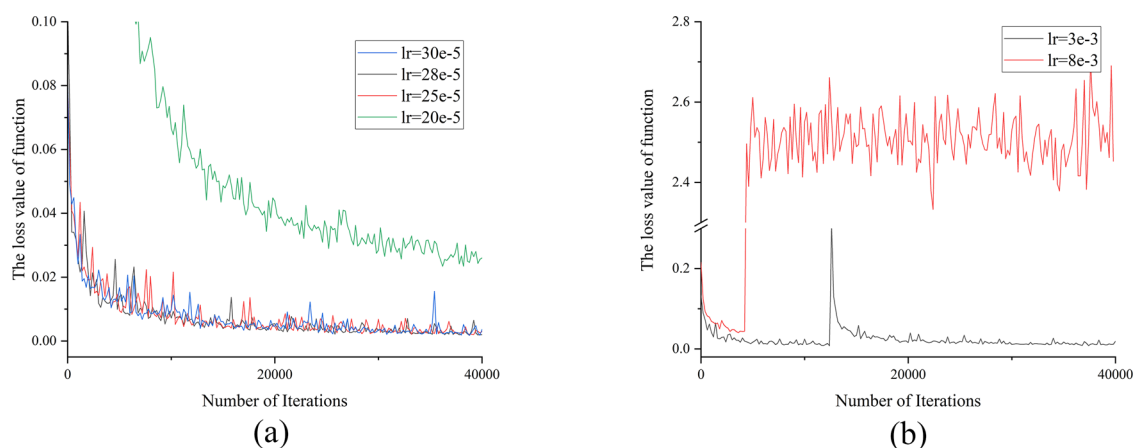 0.10
0.08
0.06
0.04
0.02
0.00
The loss value of function
lr=30e-5
lr=28e-5
lr=25e-5
lr=20e-5
0
20000
40000
Number of Iterations
(a)
2.8
2.6
2.4
0.2
0.0
The loss value of function
lr=3e-3
lr=8e-3
0
20000
40000
Number of Iterations
(b)